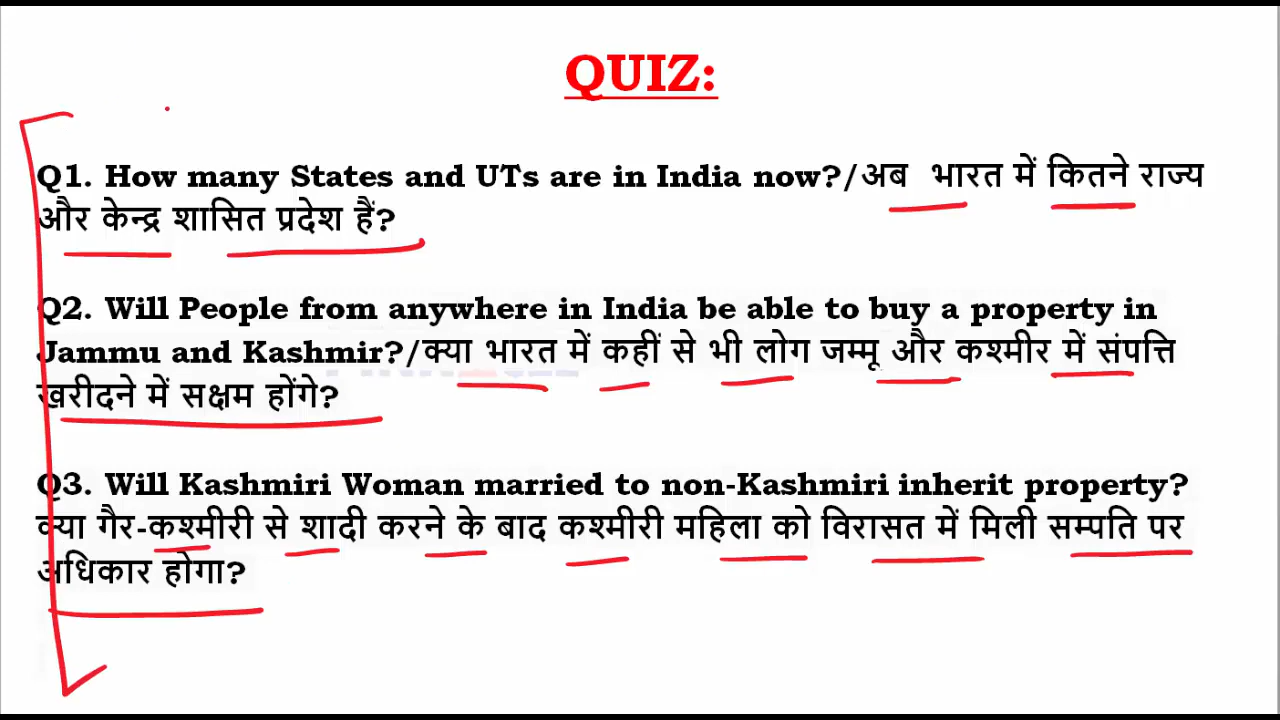 QUIZ:
Q1. How many States and UTs are in India now?/अब भारत में कितने राज्य
और केन्द्र शासित प्रदेश हैं?
Q2. Will People from anywhere in India be able to buy a property in
Jammu and Kashmir?/क्या भारत में कहीं से भी लोग जम्मू और कश्मीर में संपत्ति
खरीदने में सक्षम होंगे?
Q3. Will Kashmiri Woman married to non-Kashmiri inherit property?
क्या गैर-कश्मीरी से शादी करने के बाद कश्मीरी महिला को विरासत में मिली सम्पति पर
अधिकार होगा?